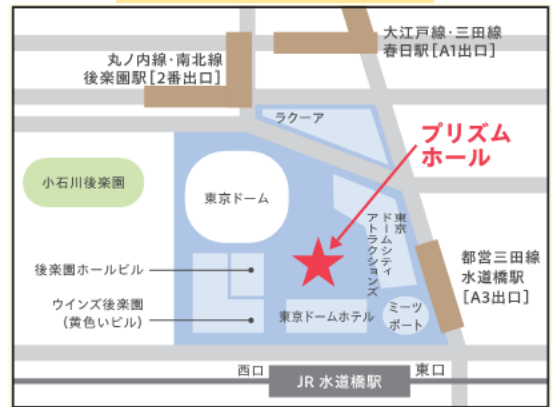 大江戸線・三田線
春日駅[A1出口]
丸ノ内線・南北線
後楽園駅[2番出口]
ラクーア
プリズム
ホール
小石川後楽園
東京ドーム
東京
ドームシティ
アトラクションズ
都営三田線
水道橋駅
[A3出口]
後楽園ホールビル
ウインズ後楽園
(黄色いビル)
東京ドームホテル
ミーツ
ポート
西口
JR 水道橋駅
東口